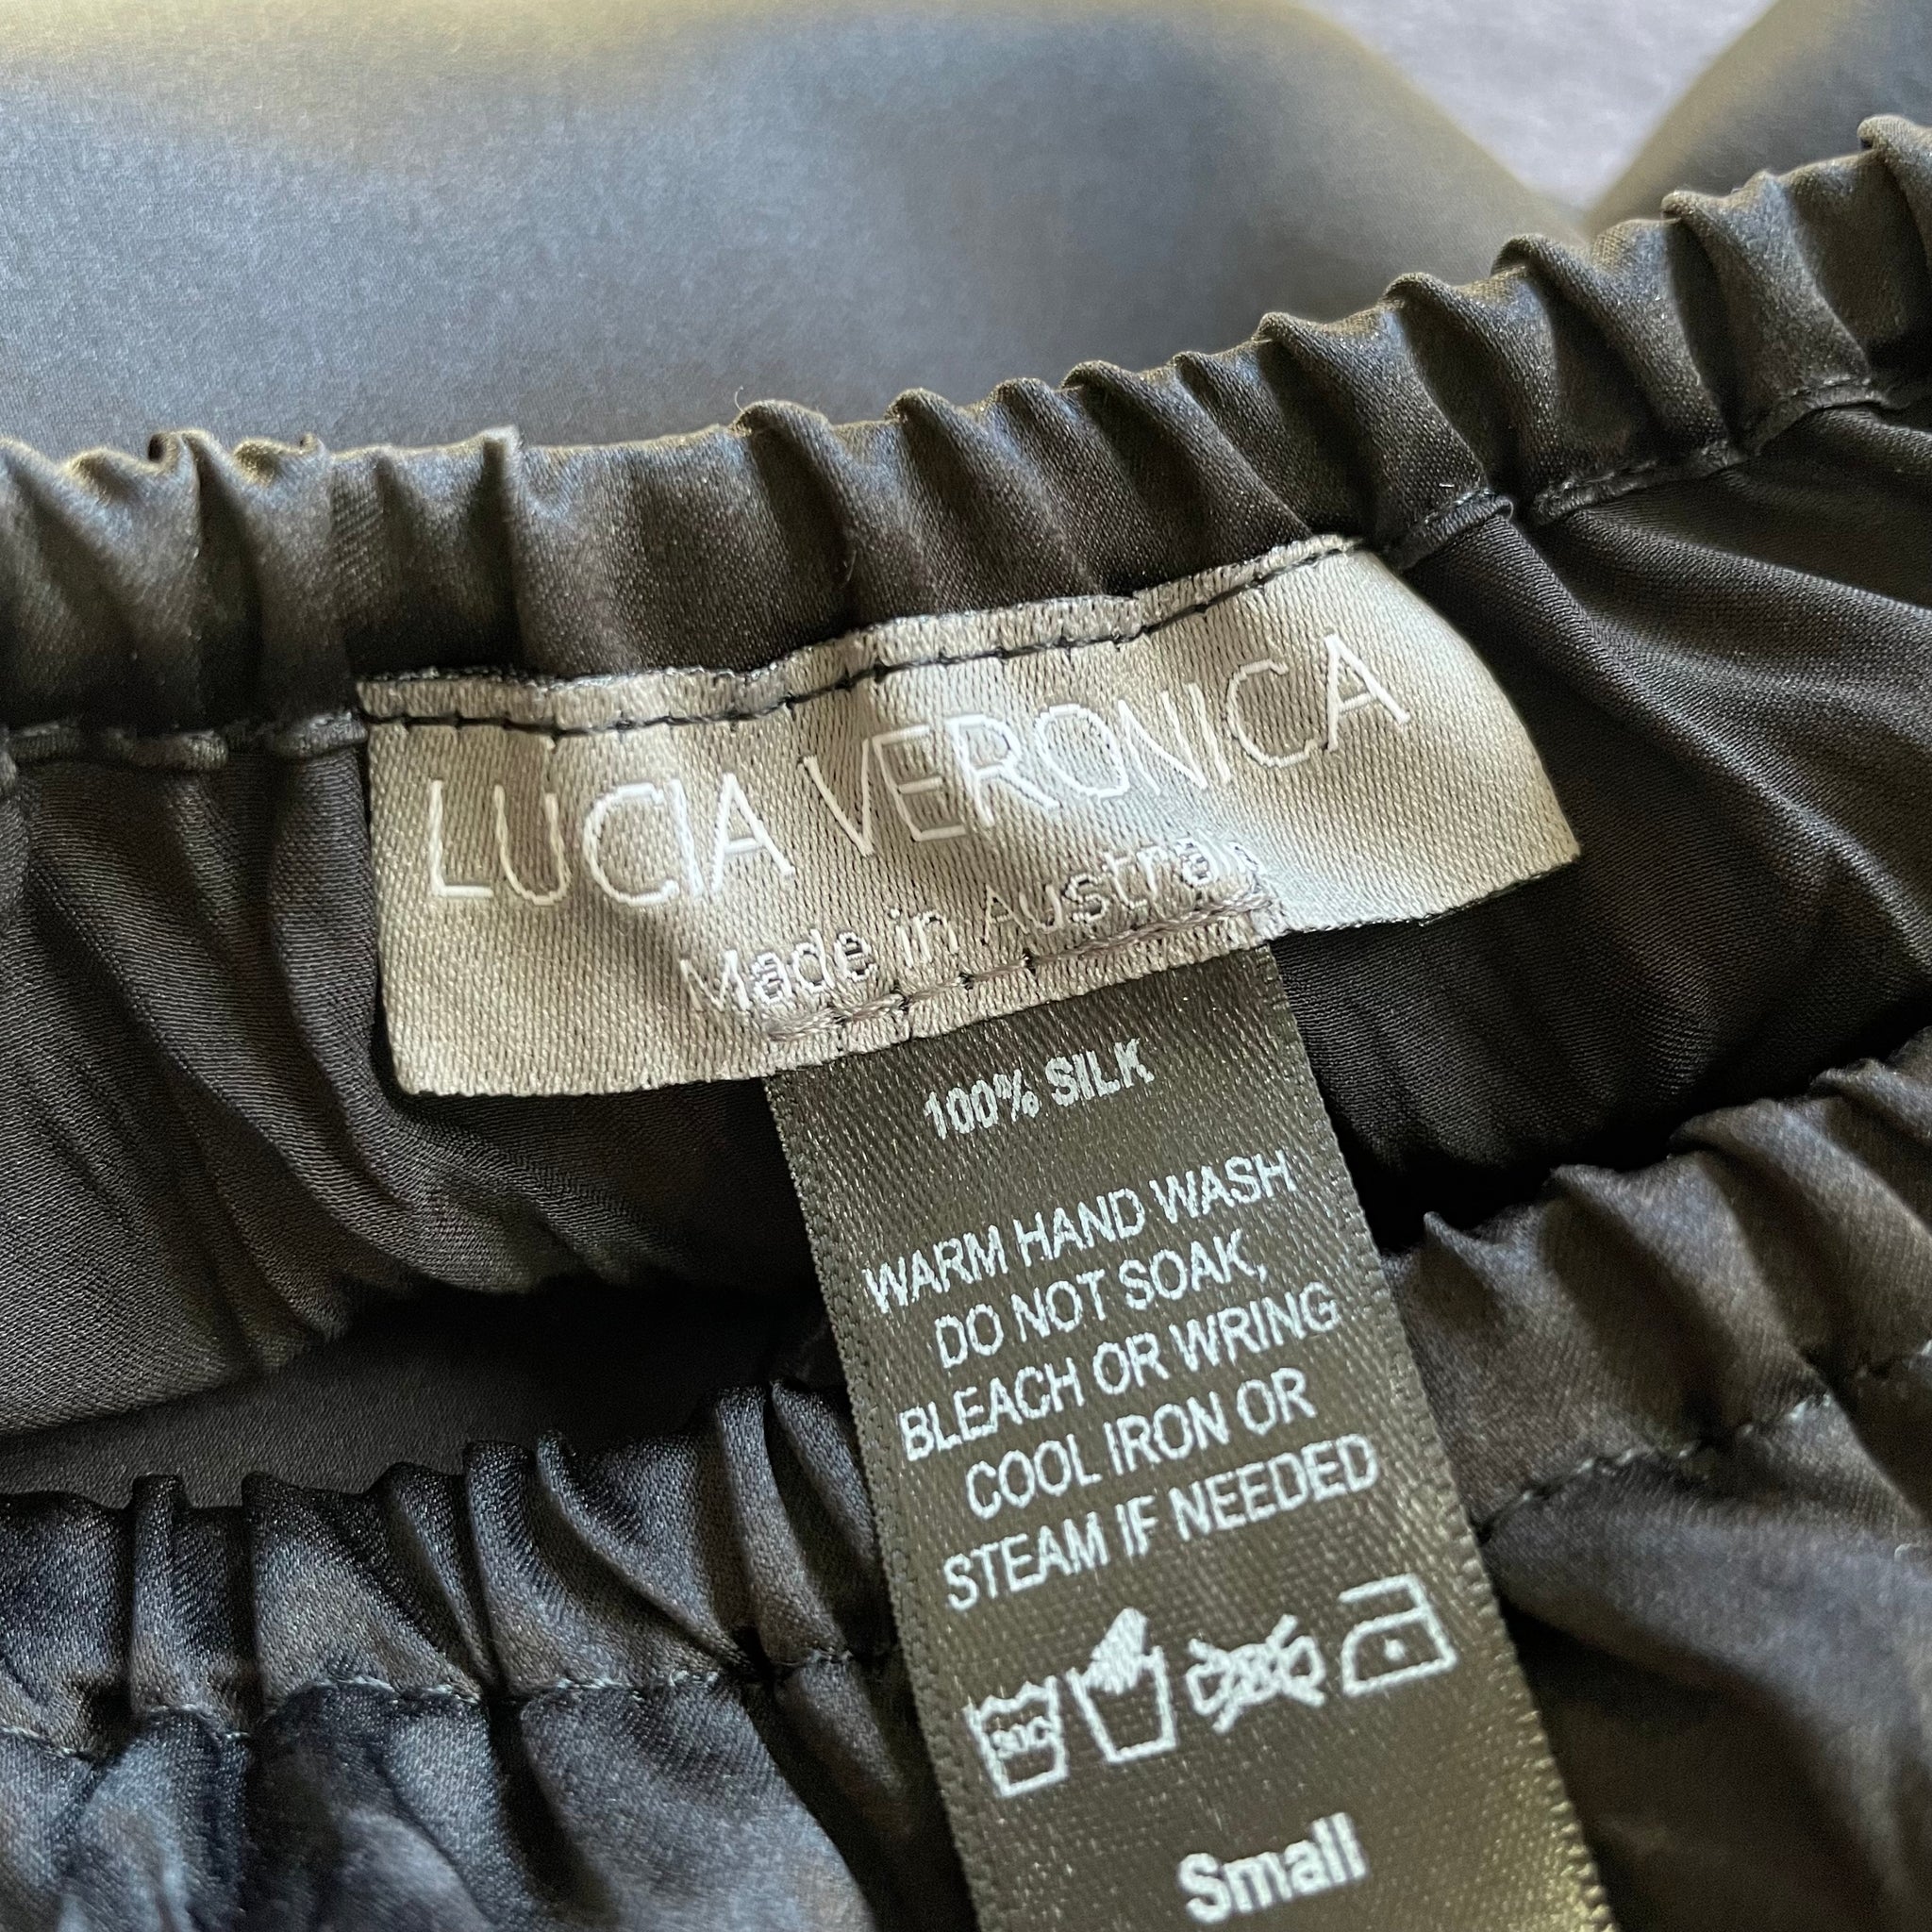 LUCIA VERONICA
Made in Austral
100% SILK
WARM HAND WASH
DO NOT SOAK,
BLEACH OR WRING
COOL IRON OR
STEAM IF NEEDED
Small